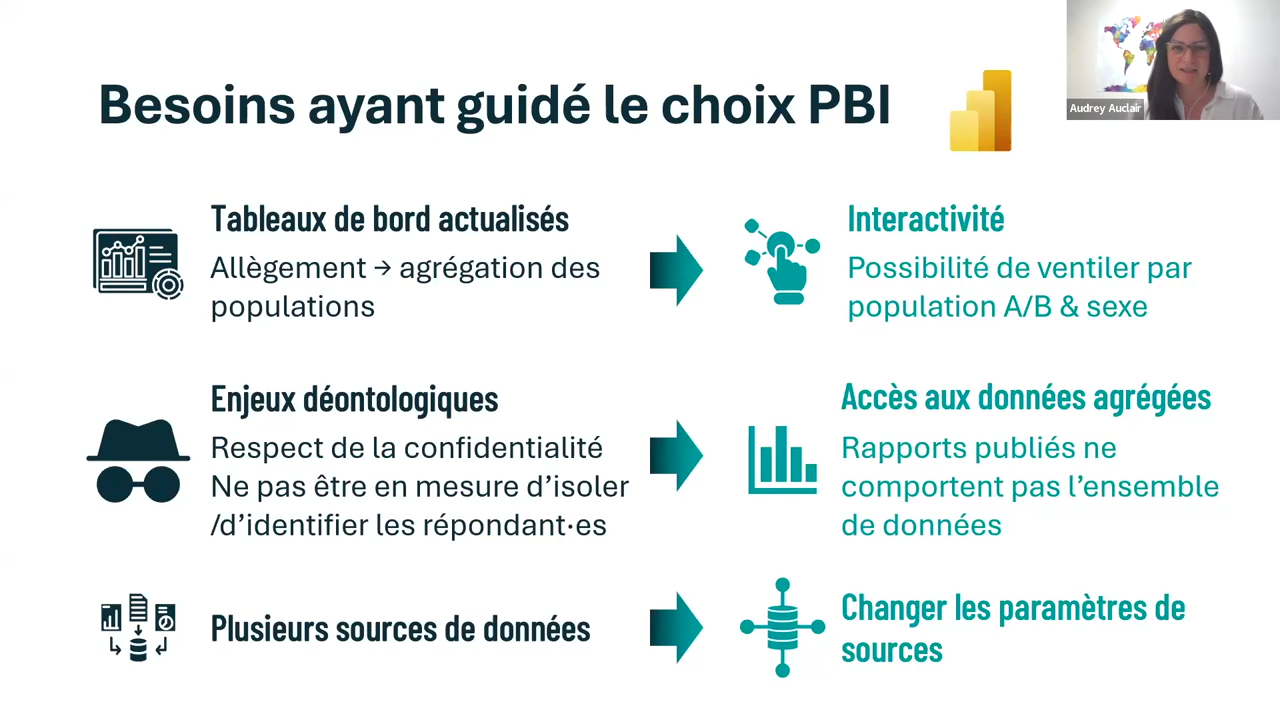 Besoins ayant guidé le choix PBI
Audrey Auclair
Tableaux de bord actualisés
Allègement → agrégation des
populations
Interactivité
Possibilité de ventiler par
population A/B & sexe
Enjeux déontologiques
Respect de la confidentialité
Ne pas être en mesure d’isoler
/d’identifier les répondant·es
Accès aux données agrégées
Rapports publiés ne
comportent pas l’ensemble
de données
Plusieurs sources de données
Changer les paramètres de
sources